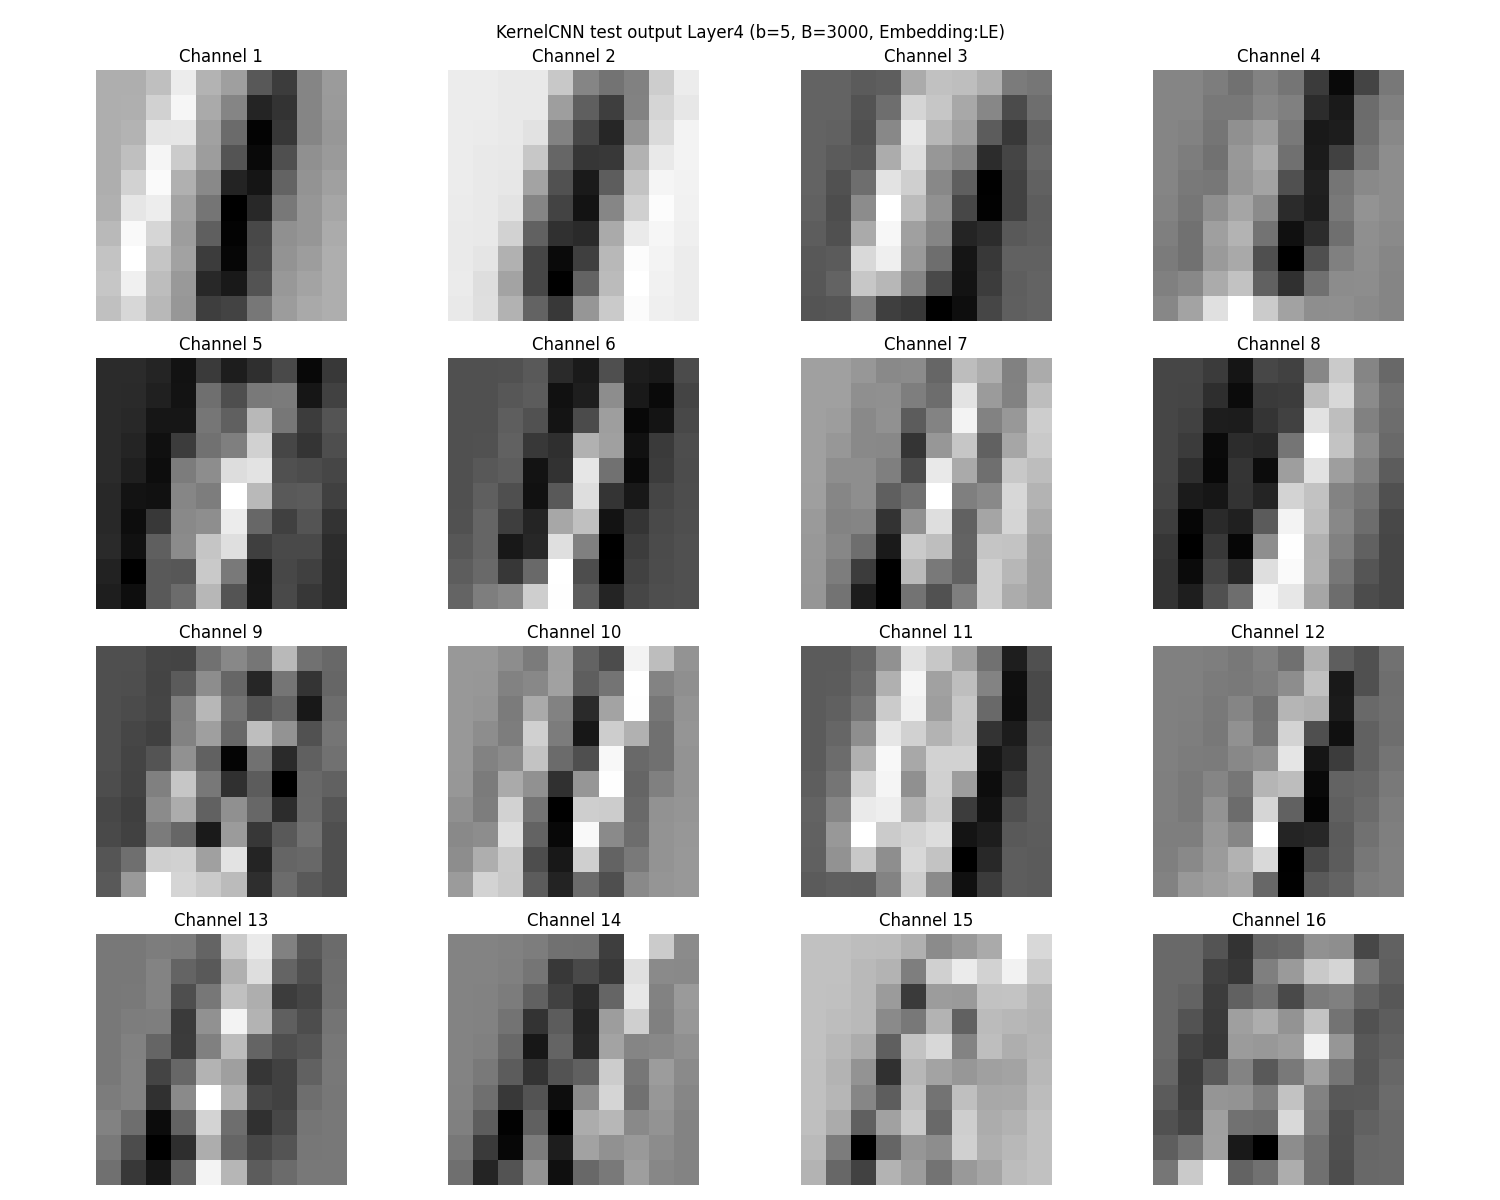 KernelCNN test output Layer4 (b=5, B=3000, Embedding:LE)
Channel 1
Channel 2
Channel 3
Channel 4
Channel 5
Channel 6
Channel 7
Channel 8
Channel 9
Channel 10
Channel 11
Channel 12
Channel 13
Channel 14
Channel 15
Channel 16